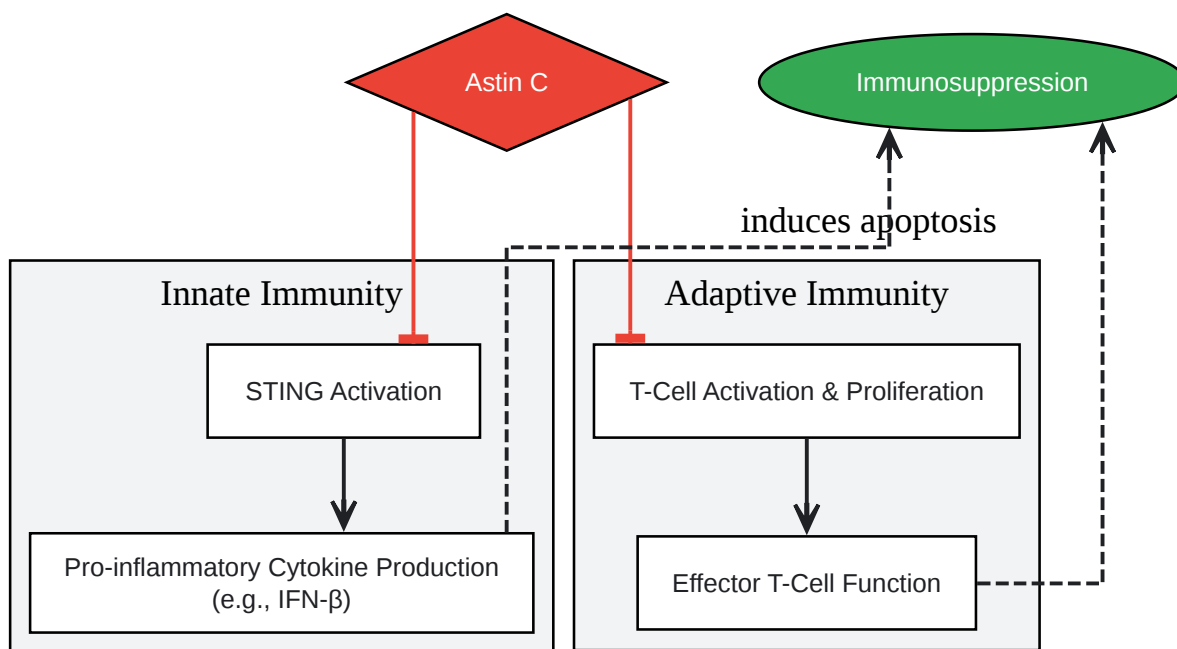 Astin C
Immunosuppression
induces apoptosis
Innate Immunity
Adaptive Immunity
STING Activation
T-Cell Activation & Proliferation
Pro-inflammatory Cytokine Production
(e.g., IFN-β)
Effector T-Cell Function